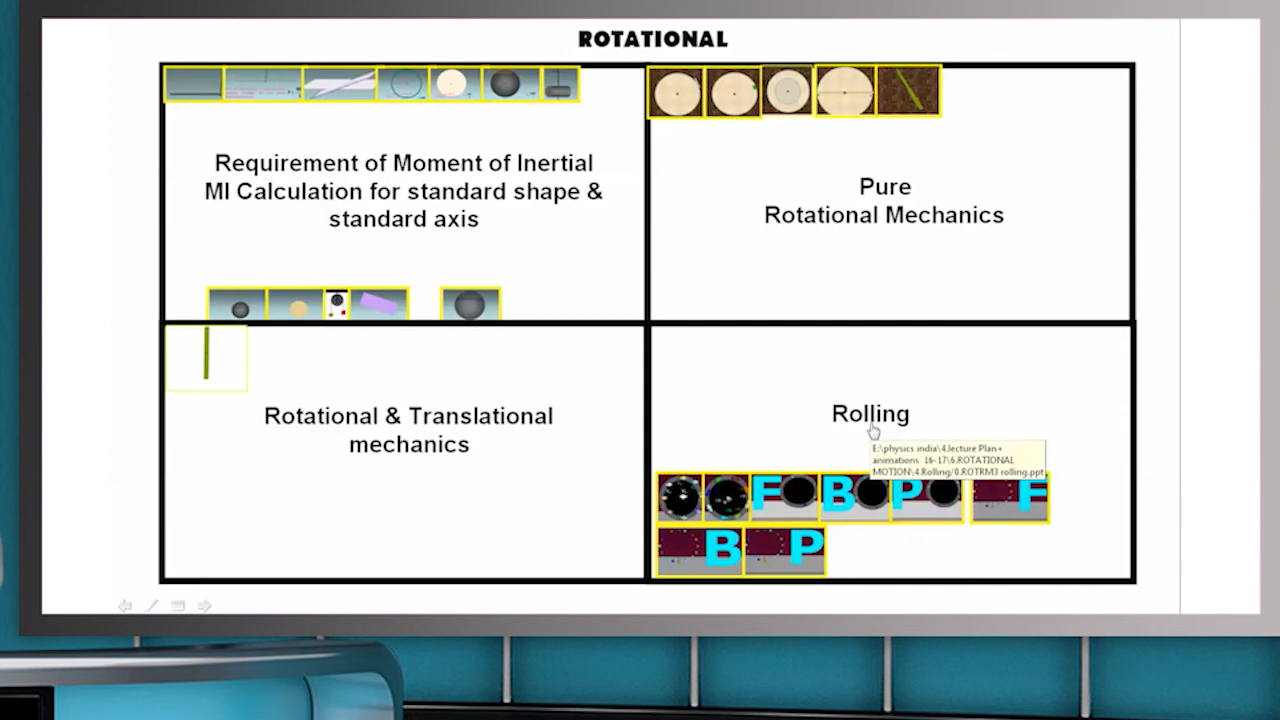 ROTATIONAL
Requirement of Moment of Inertial
MI Calculation for standard shape &
standard axis
Pure
Rotational Mechanics
Rotational & Translational
mechanics
Rolling
E:\physics india\4.lecture Plan+
animations 16-17\6.ROTATIONAL
MOTION\4.Rolling/0.ROTRM3 rolling.ppt
F B P F
B P